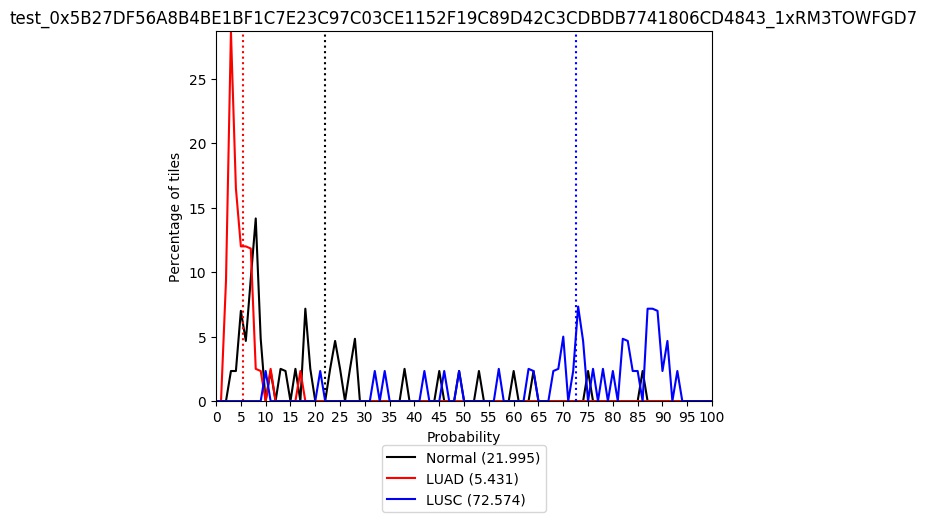 test_0x5B27DF56A8B4BE1BF1C7E23C97C03CE1152F19C89D42C3CDBDB7741806CD4843_1xRM3TOWFGD7
25
20
15
10
5
0
Percentage of tiles
0 5 10 15 20 25 30 35 40 45 50 55 60 65 70 75 80 85 90 95 100
Probability
Normal (21.995)
LUAD (5.431)
LUSC (72.574)